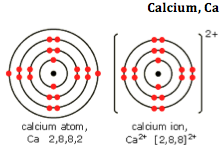 Calcium, Ca
2+
calcium atom,
Ca 2,8,8,2
calcium ion,
Ca²⁺ [2,8,8]²⁺